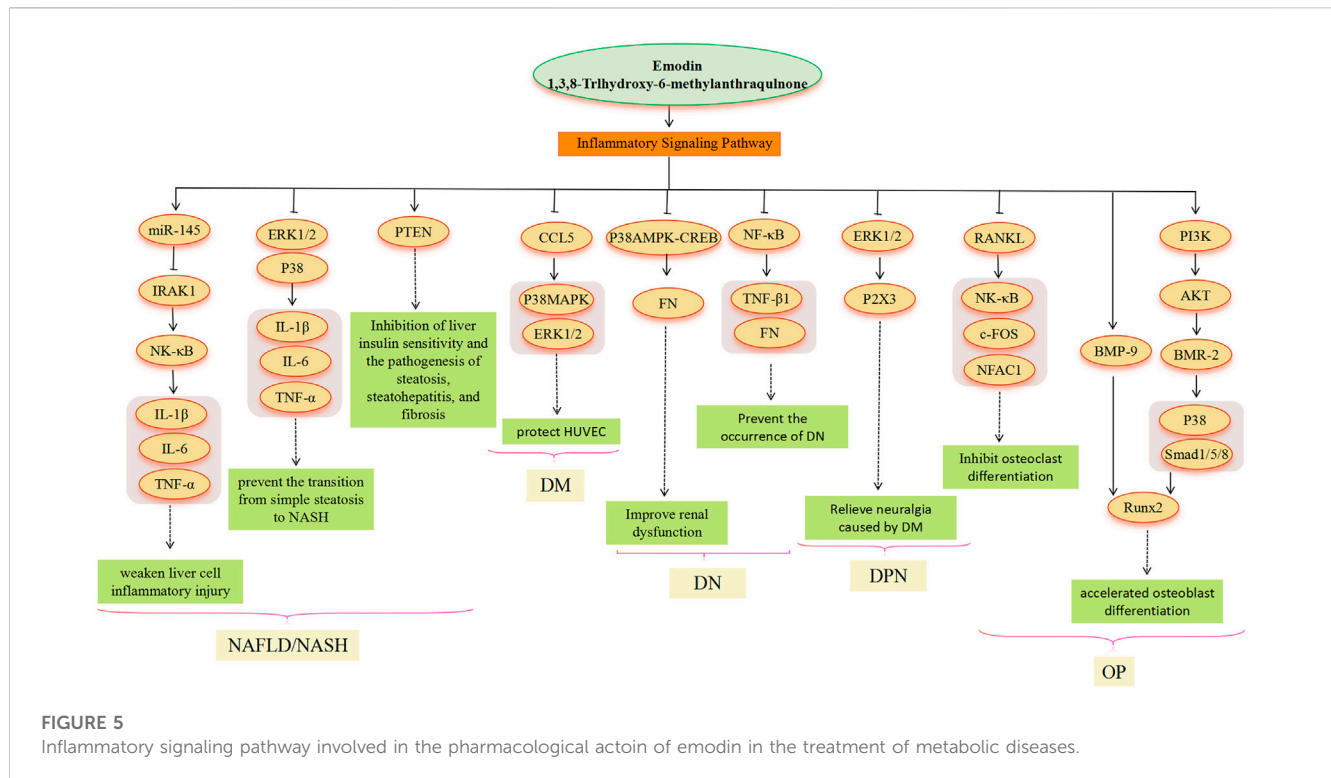 Emodin
1,3,8-Trlhydroxy-6-methylanthraqulnone
Inflammatory Signaling Pathway
miR-145
IRAK1
NK-κB
IL-1β
IL-6
TNF-α
weaken liver cell
inflammatory injury
ERK1/2
P38
IL-1β
IL-6
TNF-α
prevent the transition
from simple steatosis
to NASH
PTEN
Inhibition of liver
insulin sensitivity and
the pathogenesis of
steatosis,
steatohepatitis, and
fibrosis
NAFLD/NASH
CCL5
P38MAPK
ERK1/2
protect HUVEC
DM
P38AMPK-CREB
FN
Improve renal
dysfunction
NF-κB
TNF-β1
FN
Prevent the
occurrence of DN
DN
ERK1/2
P2X3
Relieve neuralgia
caused by DM
DPN
RANKL
NK-κB
c-FOS
NFAC1
Inhibit osteoclast
differentiation
BMP-9
PI3K
AKT
BMR-2
P38
Smad1/5/8
Runx2
accelerated osteoblast
differentiation
OP
FIGURE 5
Inflammatory signaling pathway involved in the pharmacological actoin of emodin in the treatment of metabolic diseases.